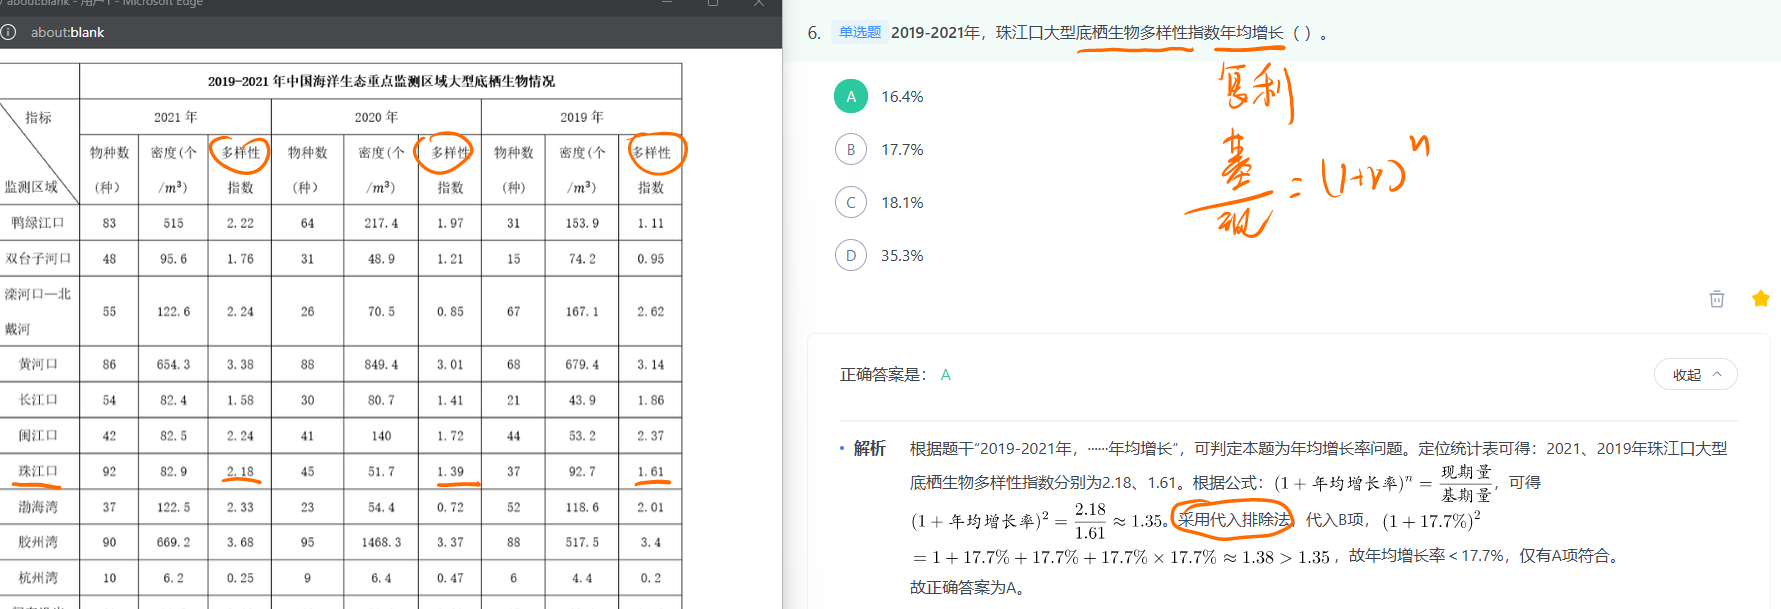 about:blank - 用户1 - Microsoft Edge
about:blank
2019-2021 年中国海洋生态重点监测区域大型底栖生物情况
指标
监测区域
2021 年
2020 年
2019 年
物种数（种）
密度(个/m³)
多样性指数
物种数（种）
密度(个/m³)
多样性指数
物种数（种）
密度(个/m³)
多样性指数
鸭绿江口 83 515 2.22 64 217.4 1.97 31 153.9 1.11
双台子河口 48 95.6 1.76 31 48.9 1.21 15 74.2 0.95
滦河口—北戴河 55 122.6 2.24 26 70.5 0.85 67 167.1 2.62
黄河口 86 654.3 3.38 88 849.4 3.01 68 679.4 3.14
长江口 54 82.4 1.58 30 80.7 1.41 21 43.9 1.86
闽江口 42 82.5 2.24 41 140 1.72 44 53.2 2.37
珠江口 92 82.9 2.18 45 51.7 1.39 37 92.7 1.61
渤海湾 37 122.5 2.33 23 54.4 0.72 52 118.6 2.01
胶州湾 90 669.2 3.68 95 1468.3 3.37 88 517.5 3.4
杭州湾 10 6.2 0.25 9 6.4 0.47 6 4.4 0.2
6. 单选题 2019-2021年，珠江口大型底栖生物多样性指数年均增长（ ）。
A 16.4%
B 17.7%
C 18.1%
D 35.3%
复利
基/现 = (1+r)ⁿ
正确答案是： A
收起
• 解析 根据题干“2019-2021年，……年均增长”，可判定本题为年均增长率问题。定位统计表可得：2021、2019年珠江口大型
底栖生物多样性指数分别为2.18、1.61。根据公式：(1 + 年均增长率)ⁿ = 现期量/基期量，可得
(1 + 年均增长率)² = 2.18/1.61 ≈ 1.35。采用代入排除法，代入B项，(1 + 17.7%)²
= 1 + 17.7% + 17.7% + 17.7% × 17.7% ≈ 1.38 > 1.35，故年均增长率＜17.7%，仅有A项符合。
故正确答案为A。